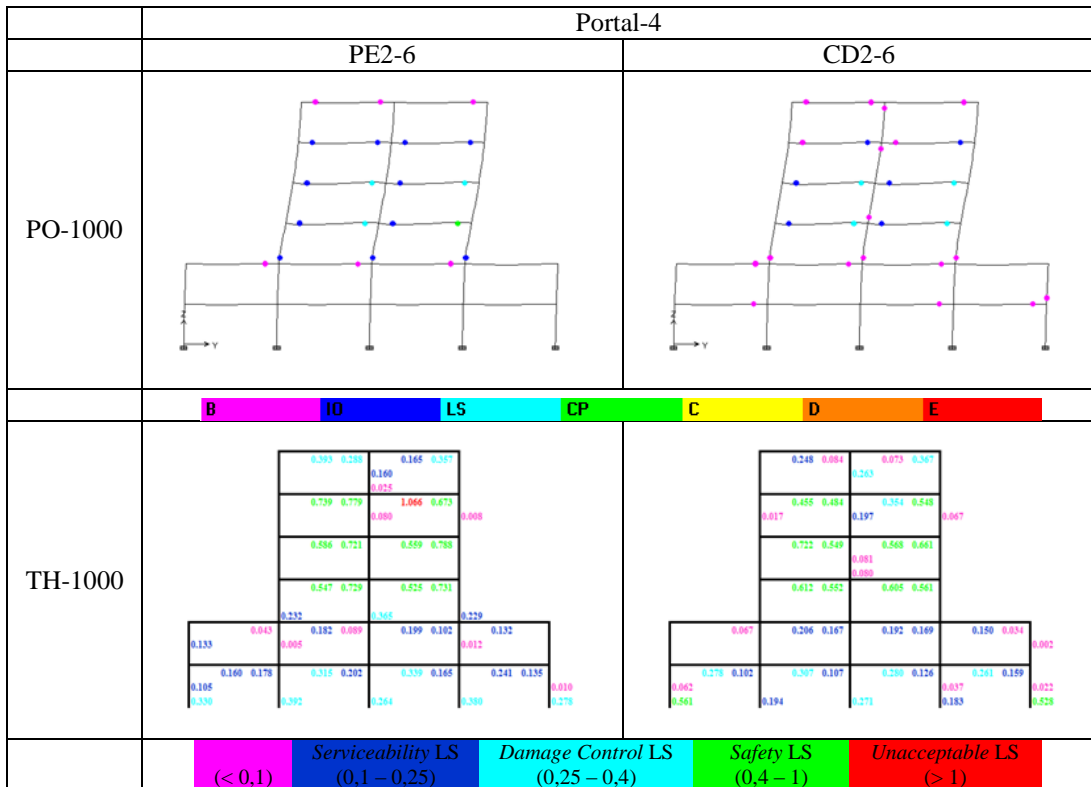 Portal-4
PE2-6 CD2-6
PO-1000
Z
Y
Z
Y
B IO LS CP C D E
TH-1000
0.393 0.288 0.165 0.357
0.160
0.025
0.739 0.779 1.066 0.673
0.080 0.008
0.586 0.721 0.559 0.788
0.547 0.729 0.525 0.731
0.232 0.365 0.229
0.043 0.182 0.089 0.199 0.102 0.132
0.133 0.005 0.012
0.160 0.178 0.315 0.202 0.339 0.165 0.241 0.135
0.105 0.010
0.330 0.392 0.264 0.380 0.278
0.248 0.084 0.073 0.367
0.263
0.455 0.484 0.354 0.548
0.017 0.197 0.067
0.722 0.549 0.568 0.661
0.081
0.080
0.612 0.552 0.605 0.561
0.067 0.206 0.167 0.192 0.169 0.150 0.034
0.002
0.278 0.102 0.307 0.107 0.280 0.126 0.261 0.159
0.062 0.037 0.022
0.561 0.194 0.271 0.183 0.528
Serviceability LS Damage Control LS Safety LS Unacceptable LS
(< 0,1) (0,1 – 0,25) (0,25 – 0,4) (0,4 – 1) (> 1)